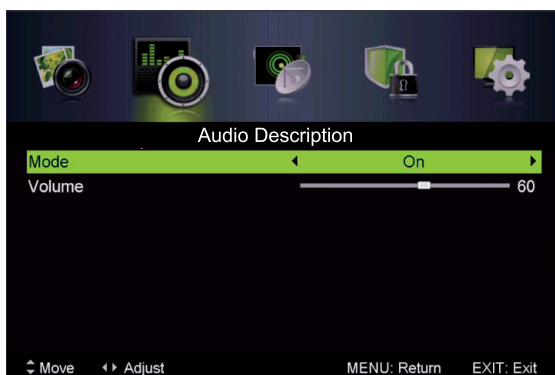 Audio Description
Mode On
Volume 60
Move Adjust MENU: Return EXIT: Exit